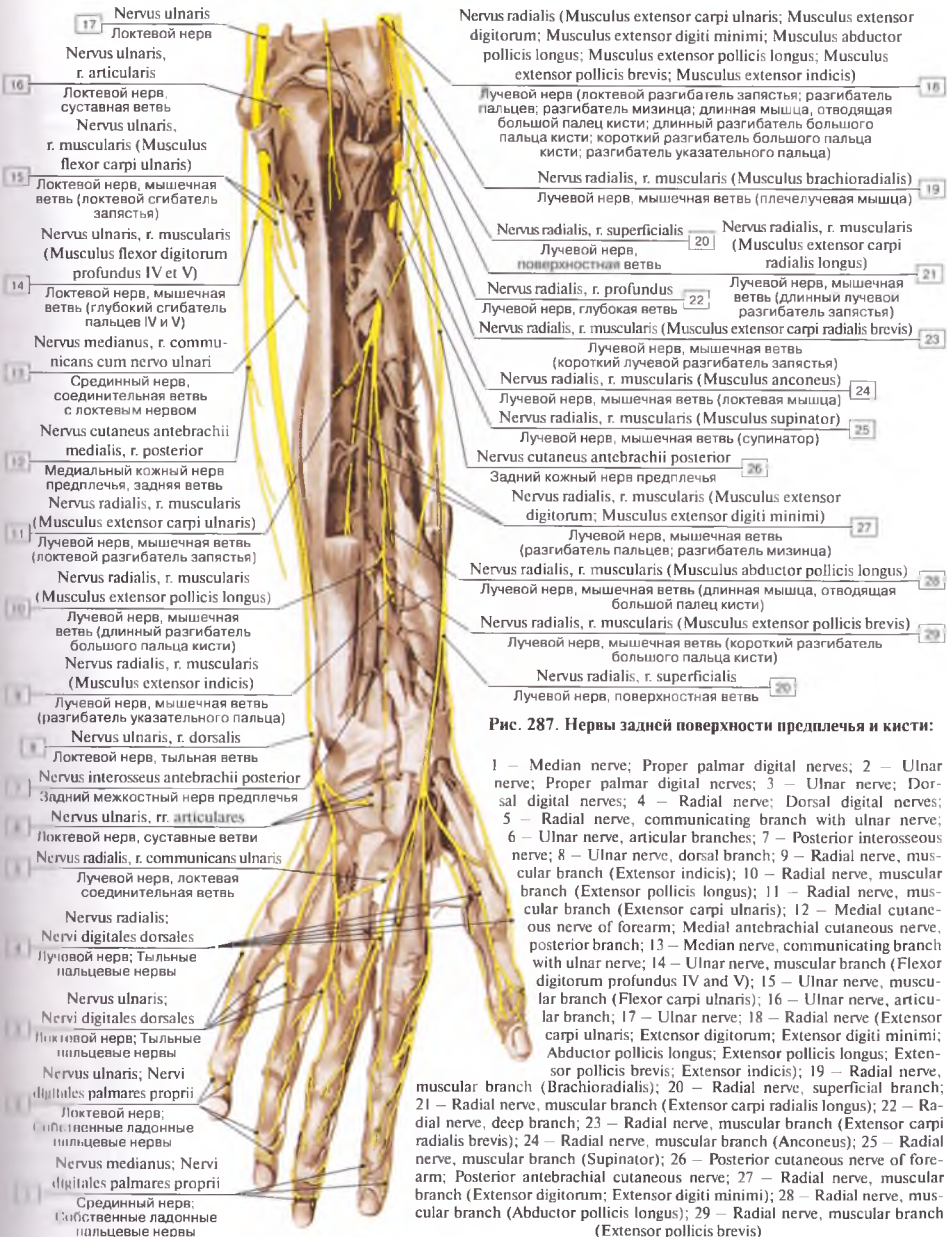 17
Nervus ulnaris
Локтевой нерв
Nervus ulnaris,
r. articularis
16
Локтевой нерв,
суставная ветвь
Nervus ulnaris,
r. muscularis (Musculus
flexor carpi ulnaris)
15
Локтевой нерв, мышечная
ветвь (локтевой сгибатель
запястья)
Nervus ulnaris, r. muscularis
(Musculus flexor digitorum
profundus IV et V)
14
Локтевой нерв, мышечная
ветвь (глубокий сгибатель
пальцев IV и V)
Nervus medianus, r. commu-
nicans cum nervo ulnari
13
Срединный нерв,
соединительная ветвь
с локтевым нервом
Nervus cutaneus antebrachii
medialis, r. posterior
12
Медиальный кожный нерв
предплечья, задняя ветвь
Nervus radialis, r. muscularis
(Musculus extensor carpi ulnaris)
11
Лучевой нерв, мышечная ветвь
(локтевой разгибатель запястья)
Nervus radialis, r. muscularis
(Musculus extensor pollicis longus)
10
Лучевой нерв, мышечная
ветвь (длинный разгибатель
большого пальца кисти)
Nervus radialis, r. muscularis
(Musculus extensor indicis)
9
Лучевой нерв, мышечная ветвь
(разгибатель указательного пальца)
Nervus ulnaris, r. dorsalis
8
Локтевой нерв, тыльная ветвь
Nervus interosseus antebrachii posterior
7
Задний межкостный нерв предплечья
Nervus ulnaris, rr. articulares
6
Локтевой нерв, суставные ветви
Nervus radialis, r. communicans ulnaris
5
Лучевой нерв, локтевая
соединительная ветвь
Nervus radialis;
Nervi digitales dorsales
4
Лучевой нерв; Тыльные
пальцевые нервы
Nervus ulnaris;
Nervi digitales dorsales
3
Локтевой нерв; Тыльные
пальцевые нервы
Nervus ulnaris; Nervi
digitales palmares proprii
Локтевой нерв;
Собственные ладонные
пальцевые нервы
Nervus medianus; Nervi
digitales palmares proprii
1
Срединный нерв;
Собственные ладонные
пальцевые нервы
Nervus radialis (Musculus extensor carpi ulnaris; Musculus extensor
digitorum; Musculus extensor digiti minimi; Musculus abductor
pollicis longus; Musculus extensor pollicis longus; Musculus
extensor pollicis brevis; Musculus extensor indicis)
18
Лучевой нерв (локтевой разгибатель запястья; разгибатель
пальцев; разгибатель мизинца; длинная мышца, отводящая
большой палец кисти; длинный разгибатель большого
пальца кисти; короткий разгибатель большого пальца
кисти; разгибатель указательного пальца)
Nervus radialis, r. muscularis (Musculus brachioradialis)
19
Лучевой нерв, мышечная ветвь (плечелучевая мышца)
Nervus radialis, r. superficialis
20
Лучевой нерв,
поверхностная ветвь
Nervus radialis, r. muscularis
(Musculus extensor carpi
radialis longus)
21
Лучевой нерв, мышечная
ветвь (длинный лучевой
разгибатель запястья)
Nervus radialis, r. profundus
22
Лучевой нерв, глубокая ветвь
Nervus radialis, r. muscularis (Musculus extensor carpi radialis brevis)
23
Лучевой нерв, мышечная ветвь
(короткий лучевой разгибатель запястья)
Nervus radialis, r. muscularis (Musculus anconeus)
24
Лучевой нерв, мышечная ветвь (локтевая мышца)
Nervus radialis, r. muscularis (Musculus supinator)
25
Лучевой нерв, мышечная ветвь (супинатор)
Nervus cutaneus antebrachii posterior
26
Задний кожный нерв предплечья
Nervus radialis, r. muscularis (Musculus extensor
digitorum; Musculus extensor digiti minimi)
27
Лучевой нерв, мышечная ветвь
(разгибатель пальцев; разгибатель мизинца)
Nervus radialis, r. muscularis (Musculus abductor pollicis longus)
28
Лучевой нерв, мышечная ветвь (длинная мышца, отводящая
большой палец кисти)
Nervus radialis, r. muscularis (Musculus extensor pollicis brevis)
29
Лучевой нерв, мышечная ветвь (короткий разгибатель
большого пальца кисти)
Nervus radialis, r. superficialis
20
Лучевой нерв, поверхностная ветвь
Рис. 287. Нервы задней поверхности предплечья и кисти:
1 – Median nerve; Proper palmar digital nerves; 2 – Ulnar
nerve; Proper palmar digital nerves; 3 – Ulnar nerve; Dor-
sal digital nerves; 4 – Radial nerve; Dorsal digital nerves;
5 – Radial nerve, communicating branch with ulnar nerve;
6 – Ulnar nerve, articular branches; 7 – Posterior interosseous
nerve; 8 – Ulnar nerve, dorsal branch; 9 – Radial nerve, mus-
cular branch (Extensor indicis); 10 – Radial nerve, muscular
branch (Extensor pollicis longus); 11 – Radial nerve, mus-
cular branch (Extensor carpi ulnaris); 12 – Medial cutane-
ous nerve of forearm; Medial antebrachial cutaneous nerve,
posterior branch; 13 – Median nerve, communicating branch
with ulnar nerve; 14 – Ulnar nerve, muscular branch (Flexor
digitorum profundus IV and V); 15 – Ulnar nerve, muscu-
lar branch (Flexor carpi ulnaris); 16 – Ulnar nerve, articu-
lar branch; 17 – Ulnar nerve; 18 – Radial nerve (Extensor
carpi ulnaris; Extensor digitorum; Extensor digiti minimi;
Abductor pollicis longus; Extensor pollicis longus; Exten-
sor pollicis brevis; Extensor indicis); 19 – Radial nerve,
muscular branch (Brachioradialis); 20 – Radial nerve, superficial branch;
21 – Radial nerve, muscular branch (Extensor carpi radialis longus); 22 – Ra-
dial nerve, deep branch; 23 – Radial nerve, muscular branch (Extensor carpi
radialis brevis); 24 – Radial nerve, muscular branch (Anconeus); 25 – Radial
nerve, muscular branch (Supinator); 26 – Posterior cutaneous nerve of fore-
arm; Posterior antebrachial cutaneous nerve; 27 – Radial nerve, muscular
branch (Extensor digitorum; Extensor digiti minimi); 28 – Radial nerve, mus-
cular branch (Abductor pollicis longus); 29 – Radial nerve, muscular branch
(Extensor pollicis brevis)